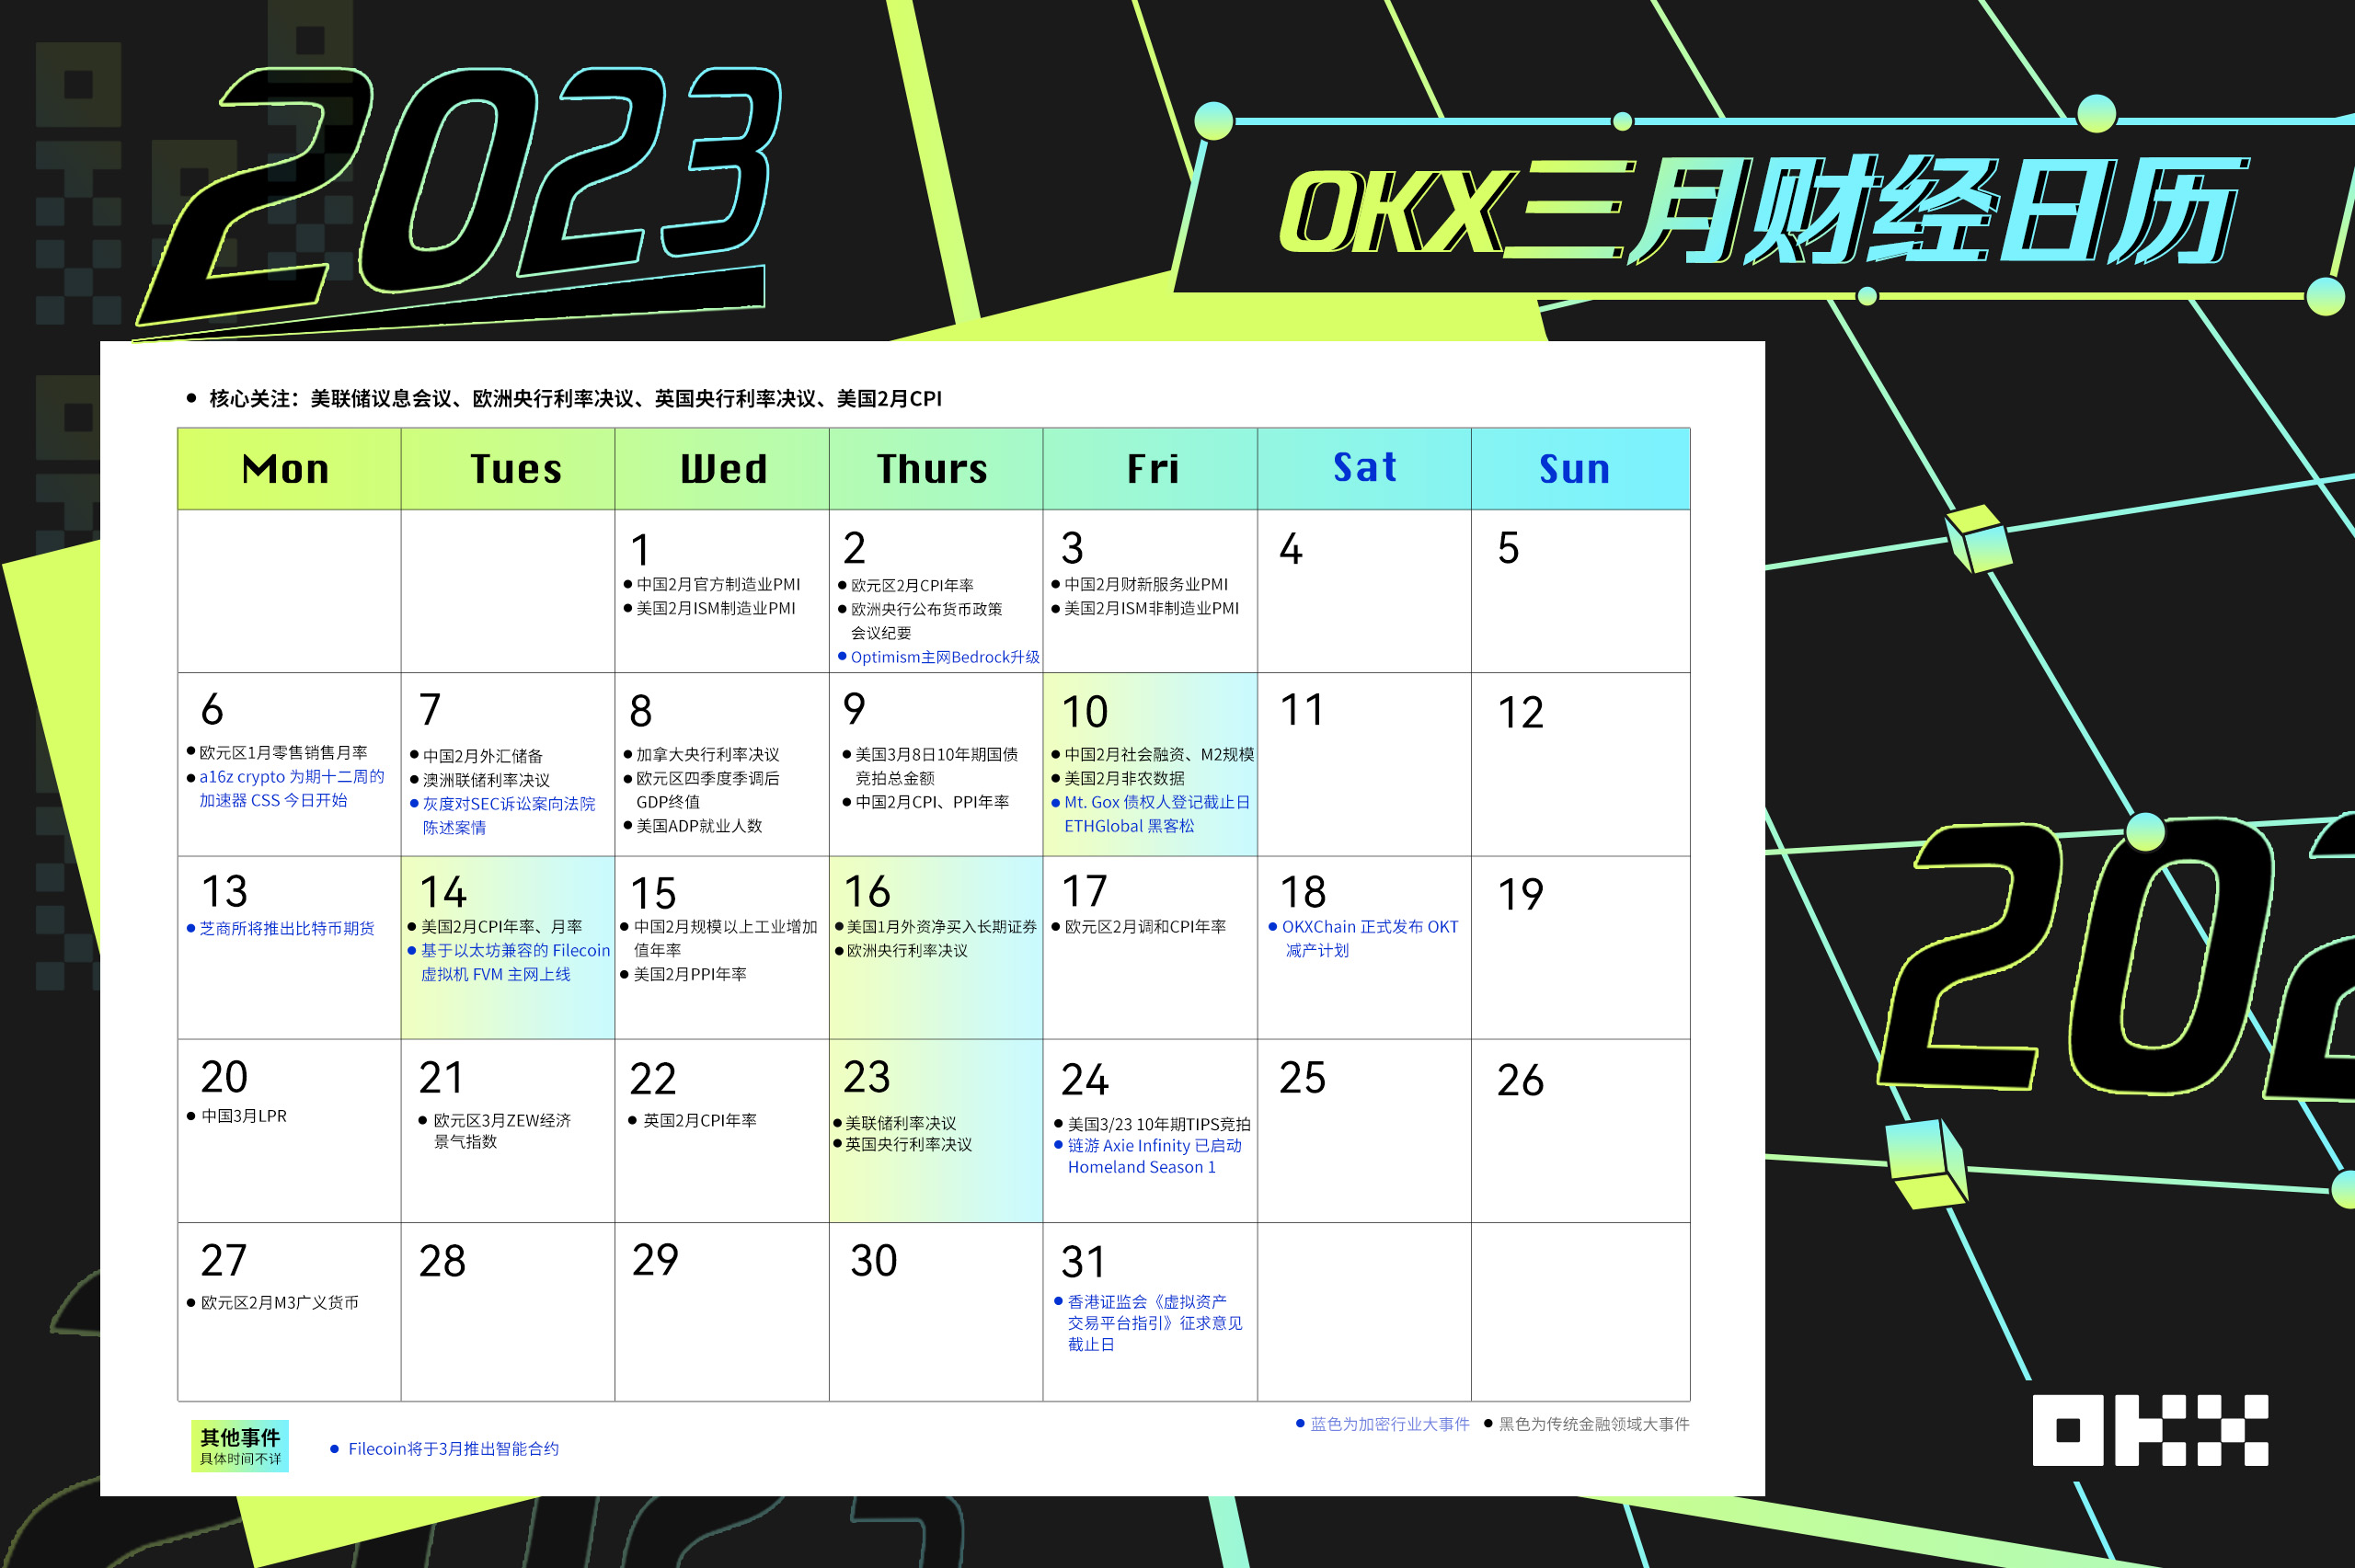 2023
OKX三月财经日历
● 核心关注：美联储议息会议、欧洲央行利率决议、英国央行利率决议、美国2月CPI
Mon Tues Wed Thurs Fri Sat Sun
1
● 中国2月官方制造业PMI
● 美国2月ISM制造业PMI
2
● 欧元区2月CPI年率
● 欧洲央行公布货币政策
会议纪要
● Optimism主网Bedrock升级
3
● 中国2月财新服务业PMI
● 美国2月ISM非制造业PMI
4
5
6
● 欧元区1月零售销售月率
● a16z crypto 为期十二周的
加速器 CSS 今日开始
7
● 中国2月外汇储备
● 澳洲联储利率决议
● 灰度对SEC诉讼案向法院
陈述案情
8
● 加拿大央行利率决议
● 欧元区四季度季调后
GDP终值
● 美国ADP就业人数
9
● 美国3月8日10年期国债
竞拍总金额
● 中国2月CPI、PPI年率
10
● 中国2月社会融资、M2规模
● 美国2月非农数据
● Mt. Gox 债权人登记截止日
ETHGlobal 黑客松
11
12
13
● 芝商所将推出比特币期货
14
● 美国2月CPI年率、月率
● 基于以太坊兼容的 Filecoin
虚拟机 FVM 主网上线
15
● 中国2月规模以上工业增加
值年率
● 美国2月PPI年率
16
● 美国1月外资净买入长期证券
● 欧洲央行利率决议
17
● 欧元区2月调和CPI年率
18
● OKXChain 正式发布 OKT
减产计划
19
20
● 中国3月LPR
21
● 欧元区3月ZEW经济
景气指数
22
● 英国2月CPI年率
23
● 美联储利率决议
● 英国央行利率决议
24
● 美国3/23 10年期TIPS竞拍
● 链游 Axie Infinity 已启动
Homeland Season 1
25
26
27
● 欧元区2月M3广义货币
28
29
30
31
● 香港证监会《虚拟资产
交易平台指引》征求意见
截止日
● 蓝色为加密行业大事件 ● 黑色为传统金融领域大事件
其他事件
具体时间不详
● Filecoin将于3月推出智能合约
202
OKX